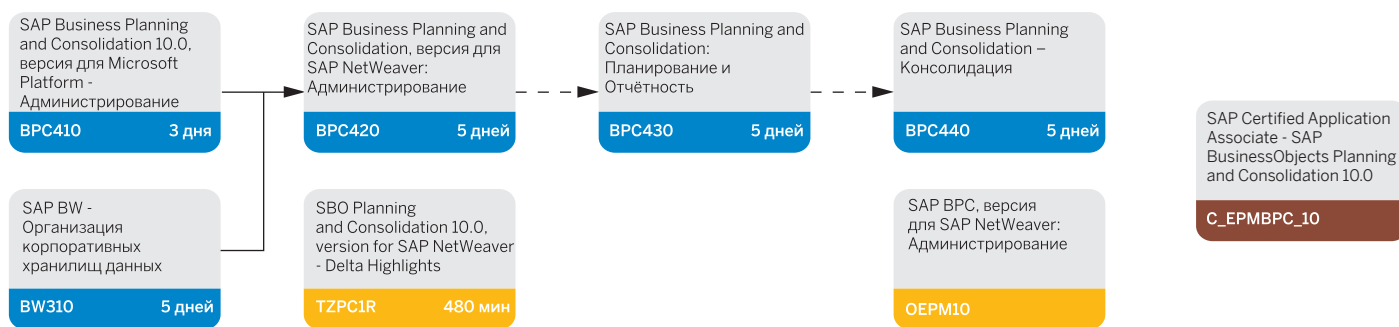 SAP Business Planning
and Consolidation 10.0,
версия для Microsoft
Platform -
Администрирование
BPC410 3 дня
SAP Business Planning and
Consolidation, версия для
SAP NetWeaver:
Администрирование
BPC420 5 дней
SAP Business Planning and
Consolidation:
Планирование и
Отчётность
BPC430 5 дней
SAP Business Planning
and Consolidation –
Консолидация
BPC440 5 дней
SAP Certified Application
Associate - SAP
BusinessObjects Planning
and Consolidation 10.0
C_EPMBPC_10
SAP BW -
Организация
корпоративных
хранилищ данных
BW310 5 дней
SBO Planning
and Consolidation 10.0,
version for SAP NetWeaver
- Delta Highlights
TZPC1R 480 мин
SAP BPC, версия
для SAP NetWeaver:
Администрирование
OEPM10